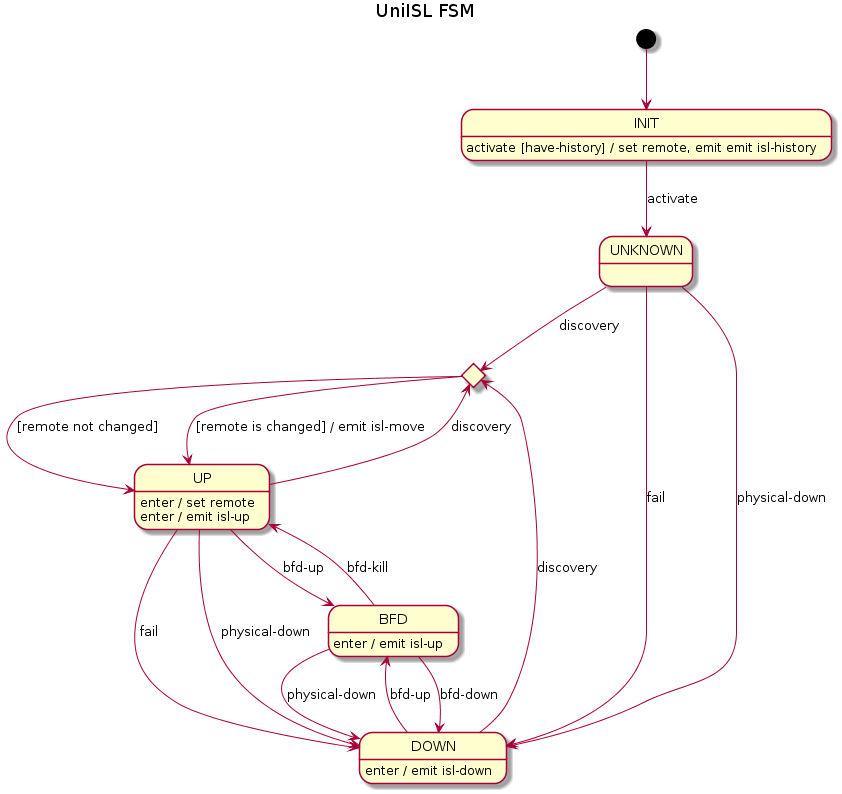 UniISL FSM
INIT
activate [have-history] / set remote, emit emit isl-history
activate
UNKNOWN
discovery
[remote not changed]
[remote is changed] / emit isl-move
discovery
UP
enter / set remote
enter / emit isl-up
fail
physical-down
bfd-up
bfd-kill
discovery
BFD
enter / emit isl-up
fail
physical-down
physical-down
bfd-up
bfd-down
DOWN
enter / emit isl-down